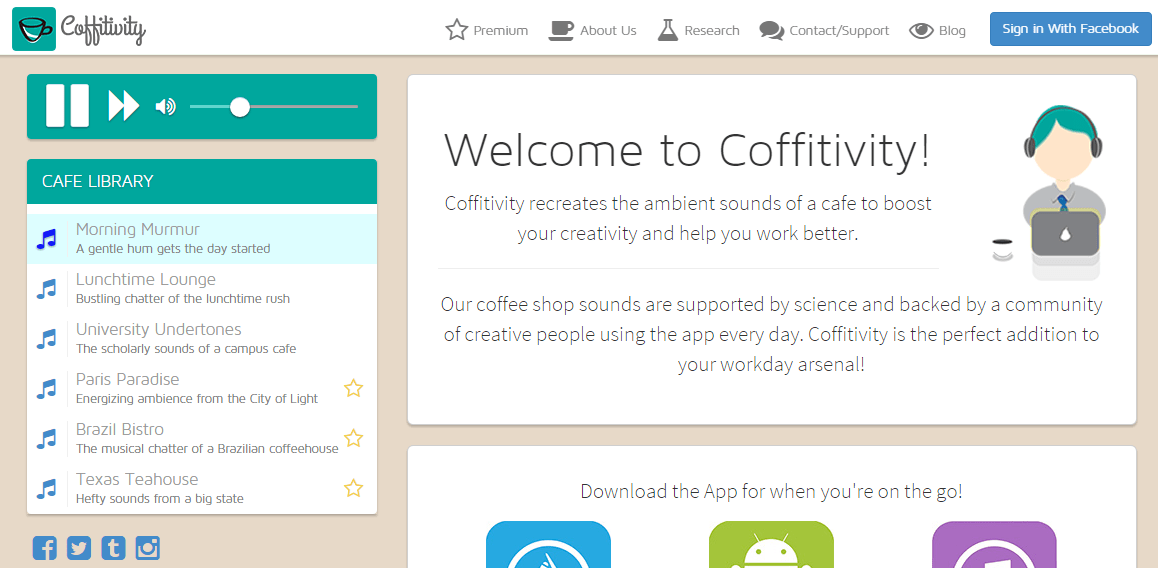 Coffitivity
Premium
About Us
Research
Contact/Support
Blog
Sign in With Facebook
CAFE LIBRARY
Morning Murmur
A gentle hum gets the day started
Lunchtime Lounge
Bustling chatter of the lunchtime rush
University Undertones
The scholarly sounds of a campus cafe
Paris Paradise
Energizing ambience from the City of Light
Brazil Bistro
The musical chatter of a Brazilian coffeehouse
Texas Teahouse
Hefty sounds from a big state
Welcome to Coffitivity!
Coffitivity recreates the ambient sounds of a cafe to boost
your creativity and help you work better.
Our coffee shop sounds are supported by science and backed by a community
of creative people using the app every day. Coffitivity is the perfect addition to
your workday arsenal!
Download the App for when you're on the go!